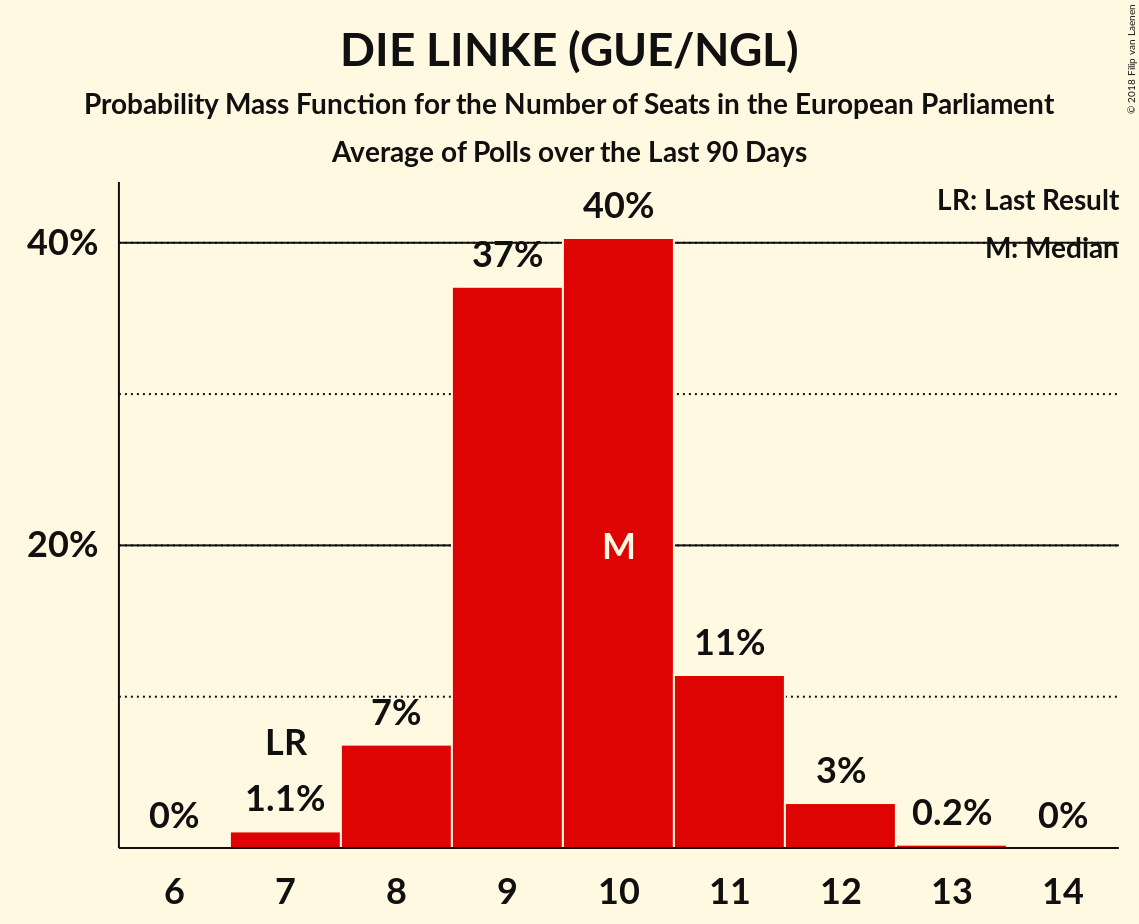 DIE LINKE (GUE/NGL)
Probability Mass Function for the Number of Seats in the European Parliament
Average of Polls over the Last 90 Days
© 2018 Filip van Laenen
LR: Last Result
M: Median
40%
20%
0%
LR
1.1%
7%
37%
40%
M
11%
3%
0.2%
0%
6 7 8 9 10 11 12 13 14